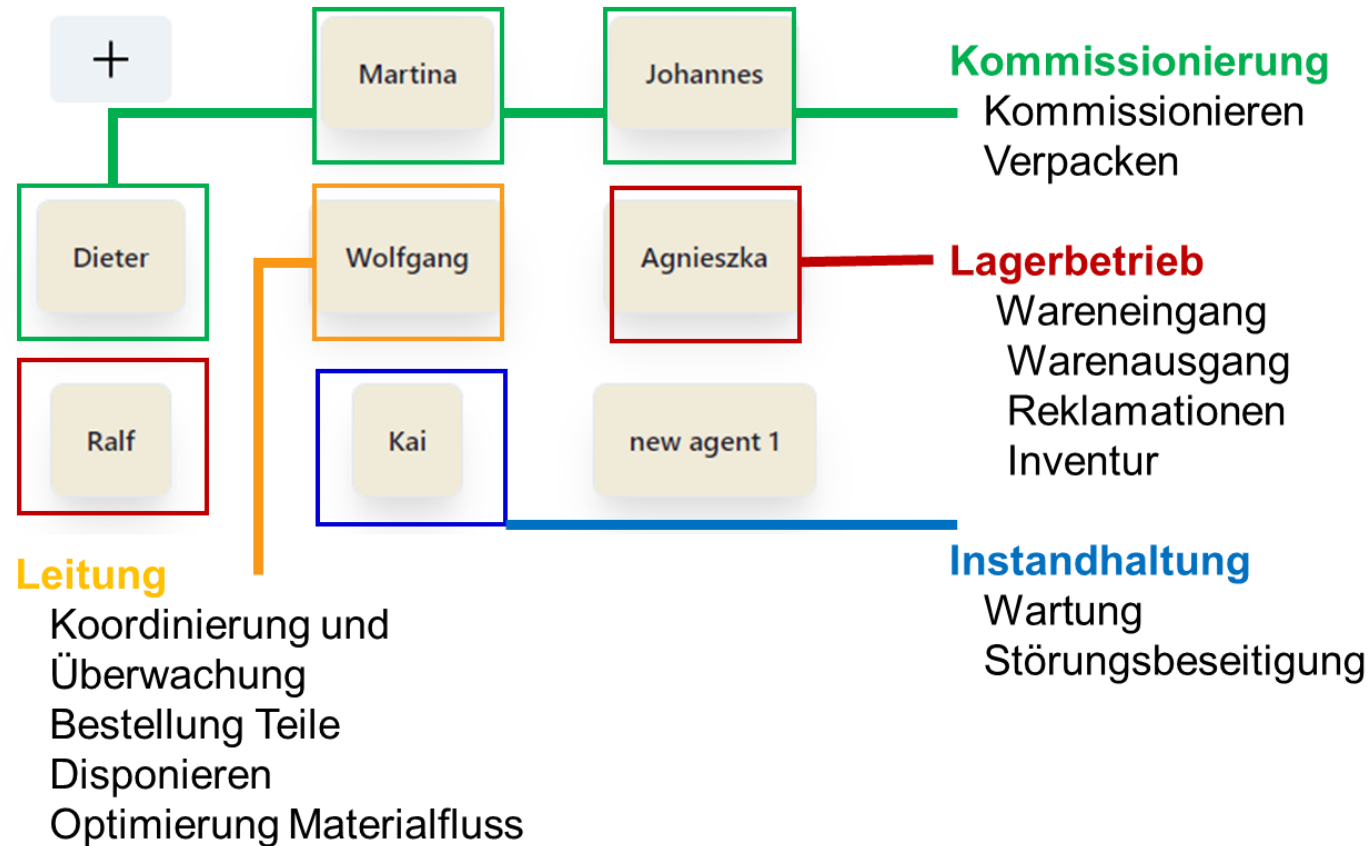 +
Martina
Johannes
Kommissionierung
Kommissionieren
Verpacken
Dieter
Wolfgang
Agnieszka
Lagerbetrieb
Wareneingang
Warenausgang
Reklamationen
Inventur
Ralf
Kai
new agent 1
Instandhaltung
Wartung
Störungsbeseitigung
Leitung
Koordinierung und
Überwachung
Bestellung Teile
Disponieren
Optimierung Materialfluss